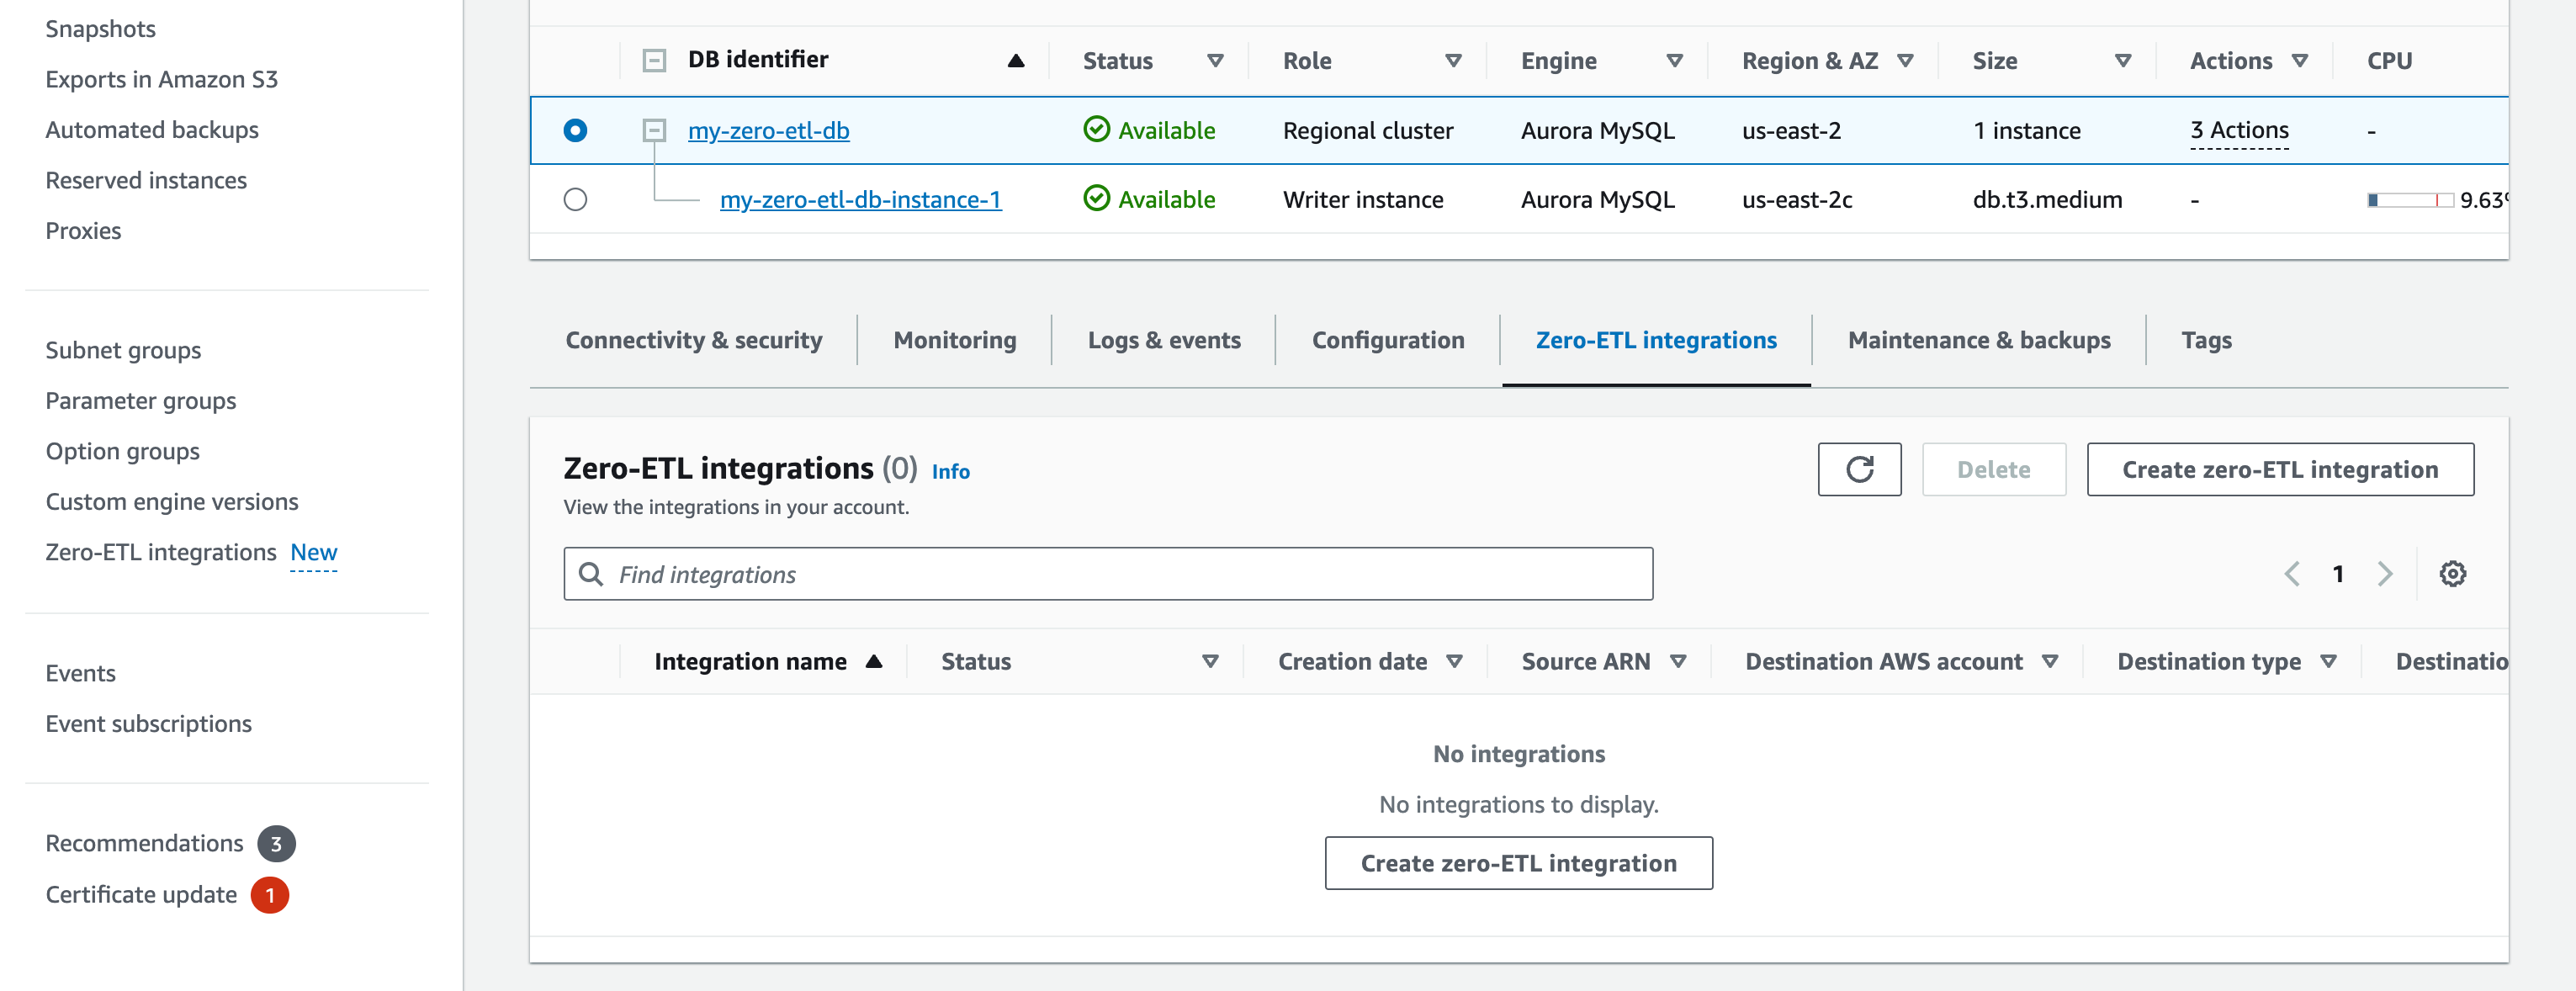 Snapshots
Exports in Amazon S3
Automated backups
Reserved instances
Proxies
Subnet groups
Parameter groups
Option groups
Custom engine versions
Zero-ETL integrations New
Events
Event subscriptions
Recommendations 3
Certificate update 1
DB identifier Status Role Engine Region & AZ Size Actions CPU
my-zero-etl-db Available Regional cluster Aurora MySQL us-east-2 1 instance 3 Actions -
my-zero-etl-db-instance-1 Available Writer instance Aurora MySQL us-east-2c db.t3.medium - 9.63%
Connectivity & security Monitoring Logs & events Configuration Zero-ETL integrations Maintenance & backups Tags
Zero-ETL integrations (0) Info Delete Create zero-ETL integration
View the integrations in your account.
Find integrations 1
Integration name Status Creation date Source ARN Destination AWS account Destination type Destinatio
No integrations
No integrations to display.
Create zero-ETL integration